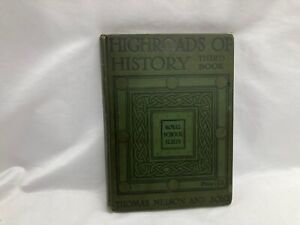 HIGHROADS OF
HISTORY
THIRD
BOOK
ROYAL
SCHOOL
SERIES
THOMAS NELSON AND SONS